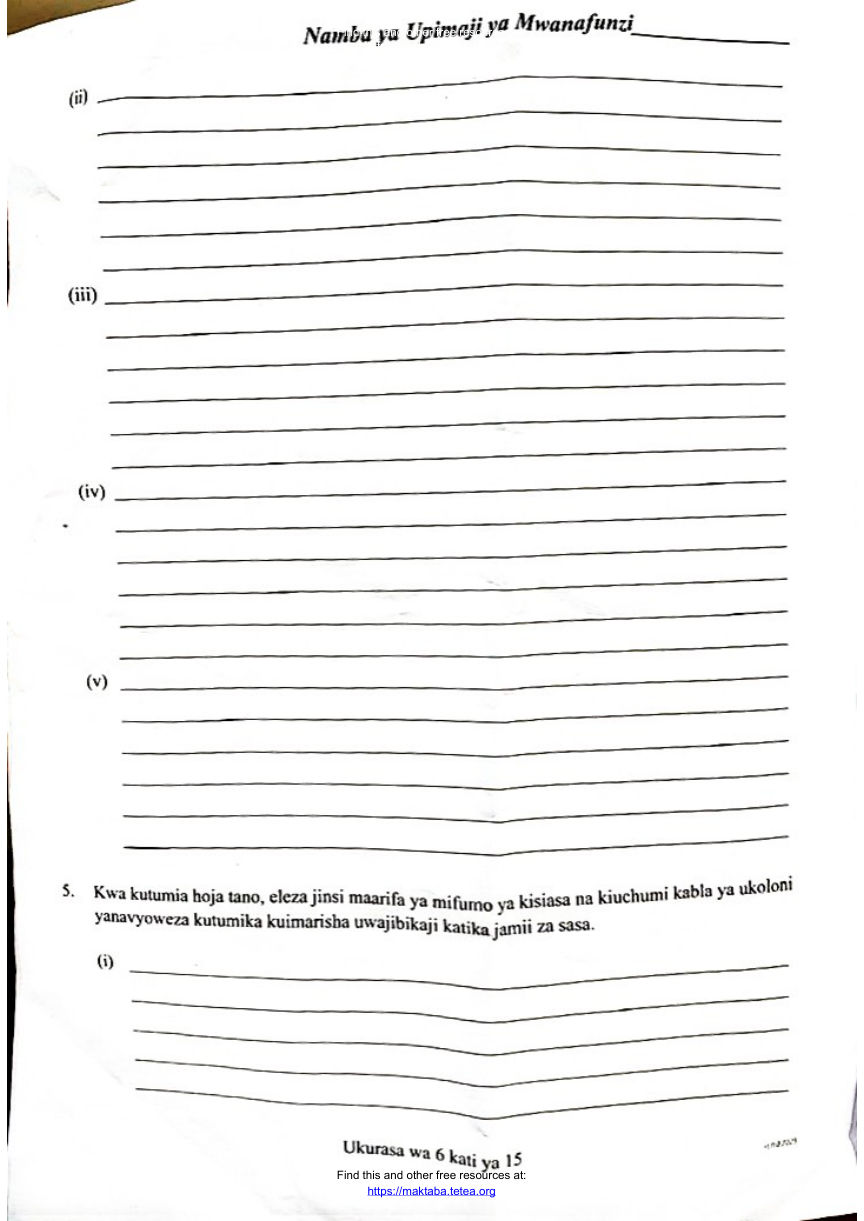 Namba ya Upimaji ya Mwanafunzi
(ii)
(iii)
(iv)
(v)
5. Kwa kutumia hoja tano, eleza jinsi maarifa ya mifumo ya kisiasa na kiuchumi kabla ya ukoloni
yanavyoweza kutumika kuimarisha uwajibikaji katika jamii za sasa.
(i)
Ukurasa wa 6 kati ya 15
Find this and other free resources at:
https://maktaba.tetea.org